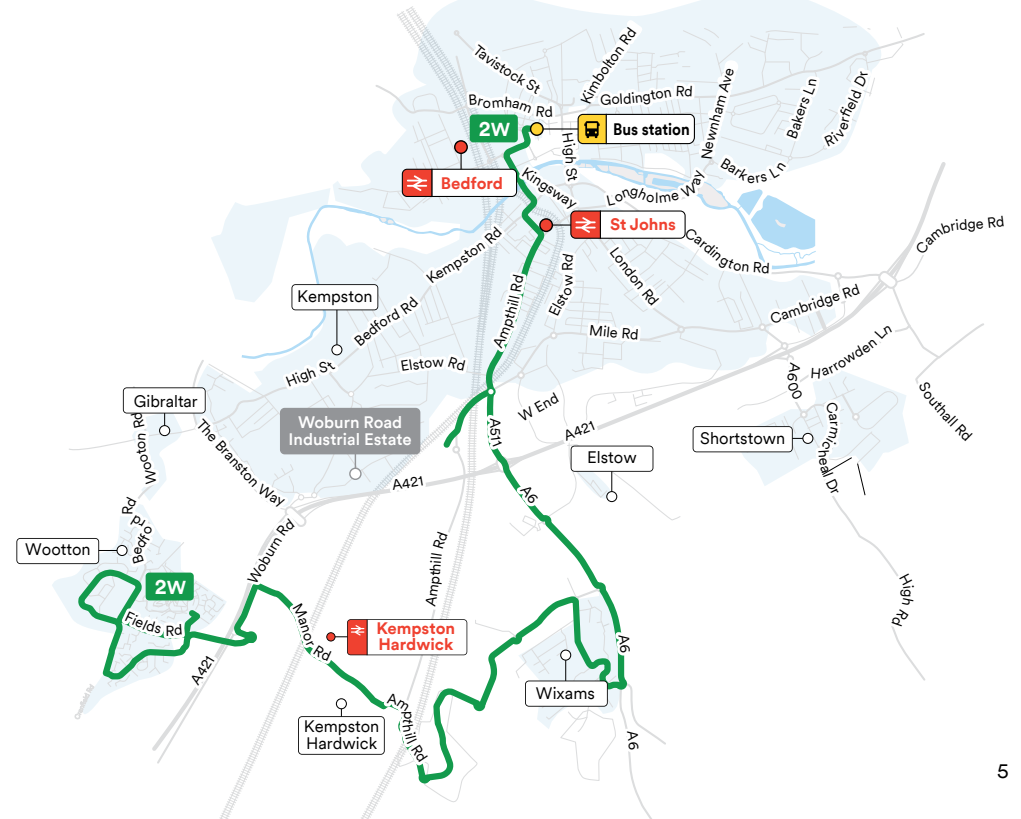 Tavistock St
Kimbolton Rd
Bromham Rd
Goldington Rd
Newnham Ave
Bakers Ln
Riverfield Dr
2W
Bus station
High St
Barkers Ln
Bedford
Kingsway
Longholme Way
St Johns
Cardington Rd
Cambridge Rd
Kempston Rd
Elstow Rd
London Rd
Kempston
Bedford Rd
Ampthill Rd
Cambridge Rd
Mile Rd
Harrowden Ln
High St
Elstow Rd
A600
Gibraltar
Wooton Rd
The Branston Way
Woburn Road
Industrial Estate
W End
A511
A421
Southall Rd
Shortstown
Carmicheal Dr
Elstow
A421
A6
Bedford Rd
Wootton
Woburn Rd
Ampthill Rd
2W
High Rd
Fields Rd
Manor Rd
Kempston
Hardwick
A6
A421
Wixams
Ampthill Rd
Kempston
Hardwick
A6
5